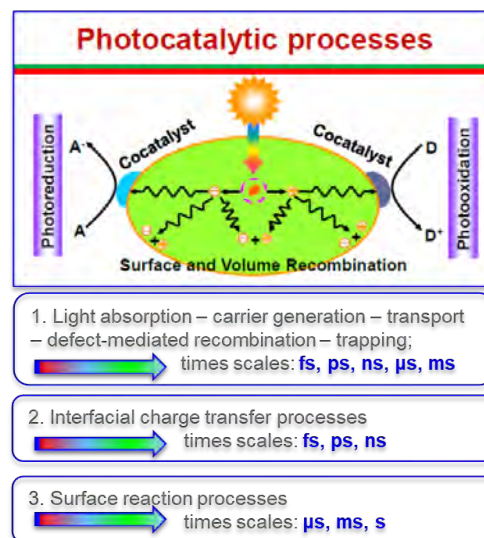 Photocatalytic processes
Photoreduction
A-
A
Cocatalyst
Cocatalyst
D
D+
Photooxidation
Surface and Volume Recombination
1. Light absorption – carrier generation – transport
– defect-mediated recombination – trapping;
times scales: fs, ps, ns, µs, ms
2. Interfacial charge transfer processes
times scales: fs, ps, ns
3. Surface reaction processes
times scales: µs, ms, s